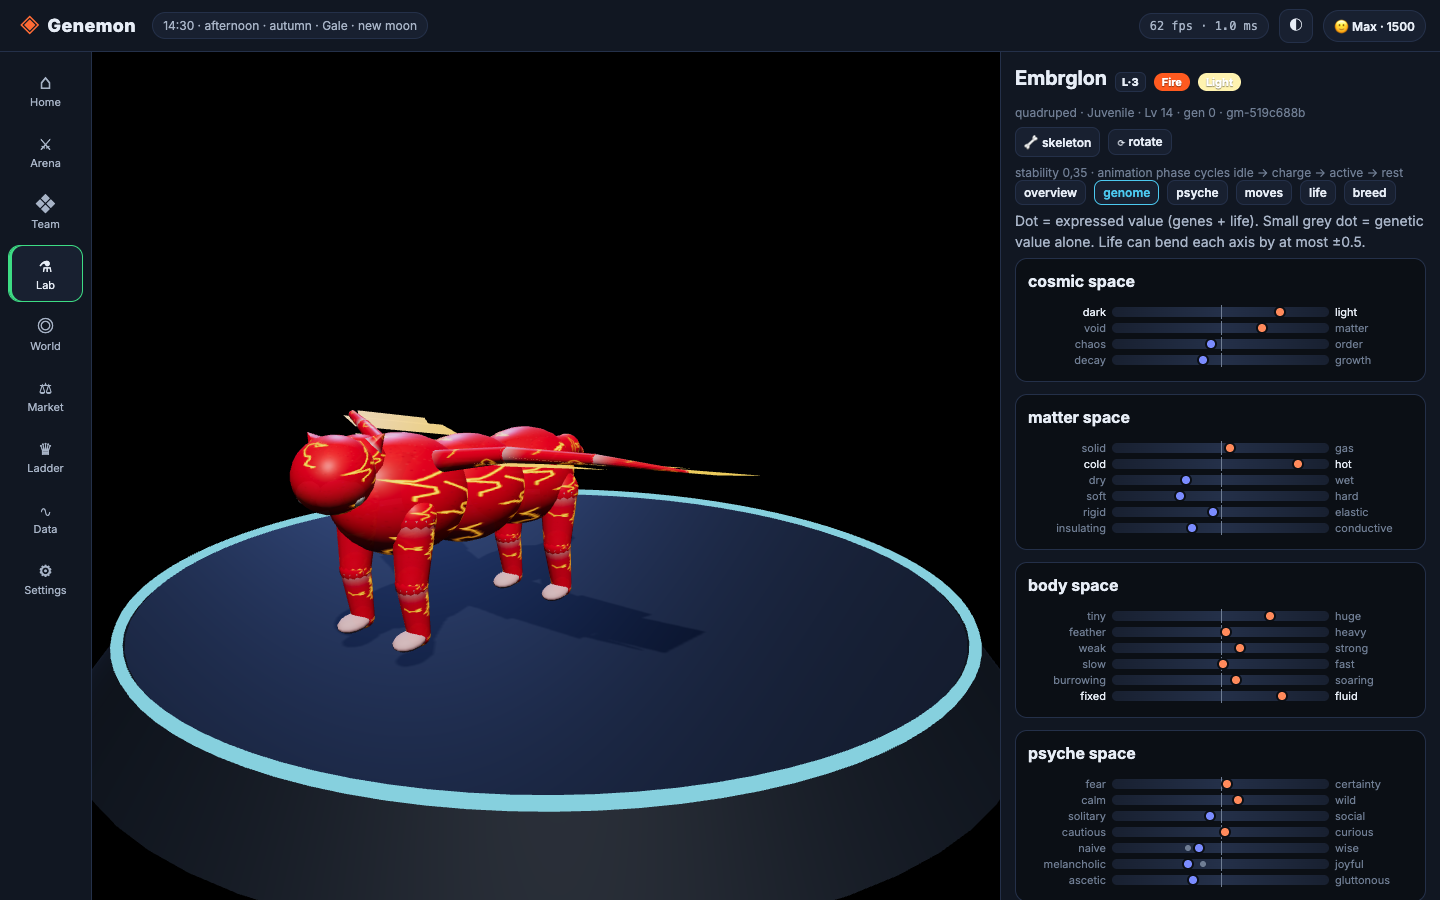 Genemon
14:30 · afternoon · autumn · Gale · new moon
62 fps · 1.0 ms
Max · 1500
Home
Arena
Team
Lab
World
Market
Ladder
Data
Settings
Embrglon L·3 Fire Light
quadruped · Juvenile · Lv 14 · gen 0 · gm-519c688b
skeleton rotate
stability 0,35 · animation phase cycles idle → charge → active → rest
overview genome psyche moves life breed
Dot = expressed value (genes + life). Small grey dot = genetic
value alone. Life can bend each axis by at most ±0.5.
cosmic space
dark light
void matter
chaos order
decay growth
matter space
solid gas
cold hot
dry wet
soft hard
rigid elastic
insulating conductive
body space
tiny huge
feather heavy
weak strong
slow fast
burrowing soaring
fixed fluid
psyche space
fear certainty
calm wild
solitary social
cautious curious
naive wise
melancholic joyful
ascetic gluttonous